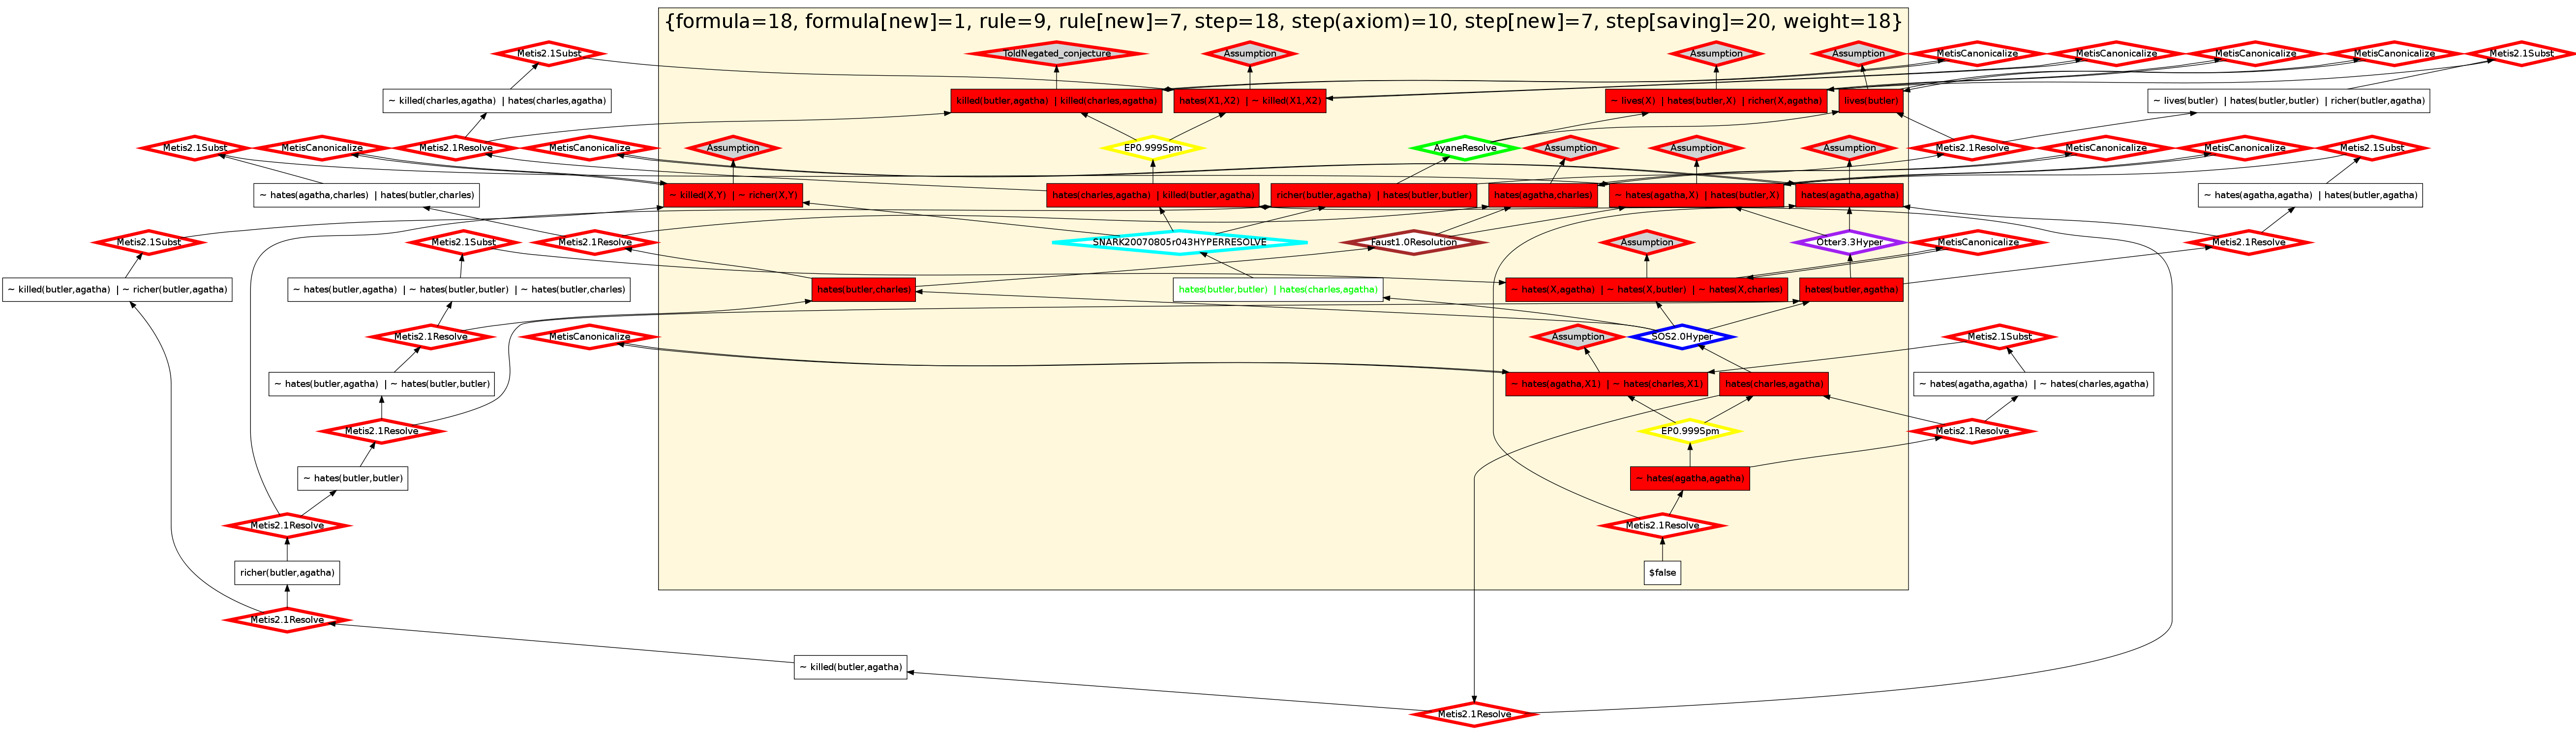 {formula=18, formula[new]=1, rule=9, rule[new]=7, step=18, step(axiom)=10, step[new]=7, step[saving]=20, weight=18}
Metis2.1Subst
ToldNegated_conjecture
Assumption
Assumption
Assumption
MetisCanonicalize
MetisCanonicalize
MetisCanonicalize
MetisCanonicalize
Metis2.1Subst
~ killed(charles,agatha) | hates(charles,agatha)
killed(butler,agatha) | killed(charles,agatha)
hates(X1,X2) | ~ killed(X1,X2)
~ lives(X) | hates(butler,X) | richer(X,agatha)
lives(butler)
~ lives(butler) | hates(butler,butler) | richer(butler,agatha)
Metis2.1Subst
MetisCanonicalize
Metis2.1Resolve
MetisCanonicalize
Assumption
EP0.999Spm
AyaneResolve
Assumption
Assumption
Assumption
Metis2.1Resolve
MetisCanonicalize
MetisCanonicalize
Metis2.1Subst
~ hates(agatha,charles) | hates(butler,charles)
~ killed(X,Y) | ~ richer(X,Y)
hates(charles,agatha) | killed(butler,agatha)
richer(butler,agatha) | hates(butler,butler)
hates(agatha,charles)
~ hates(agatha,X) | hates(butler,X)
hates(agatha,agatha)
~ hates(agatha,agatha) | hates(butler,agatha)
Metis2.1Subst
Metis2.1Subst
Metis2.1Resolve
SNARK20070805r043HYPERRESOLVE
Faust1.0Resolution
Assumption
Otter3.3Hyper
MetisCanonicalize
Metis2.1Resolve
~ killed(butler,agatha) | ~ richer(butler,agatha)
~ hates(butler,agatha) | ~ hates(butler,butler) | ~ hates(butler,charles)
hates(butler,charles)
hates(butler,butler) | hates(charles,agatha)
~ hates(X,agatha) | ~ hates(X,butler) | ~ hates(X,charles)
hates(butler,agatha)
Metis2.1Resolve
MetisCanonicalize
Assumption
SOS2.0Hyper
Metis2.1Subst
~ hates(butler,agatha) | ~ hates(butler,butler)
~ hates(agatha,X1) | ~ hates(charles,X1)
hates(charles,agatha)
~ hates(agatha,agatha) | ~ hates(charles,agatha)
Metis2.1Resolve
EP0.999Spm
Metis2.1Resolve
~ hates(butler,butler)
~ hates(agatha,agatha)
Metis2.1Resolve
Metis2.1Resolve
richer(butler,agatha)
$false
Metis2.1Resolve
~ killed(butler,agatha)
Metis2.1Resolve